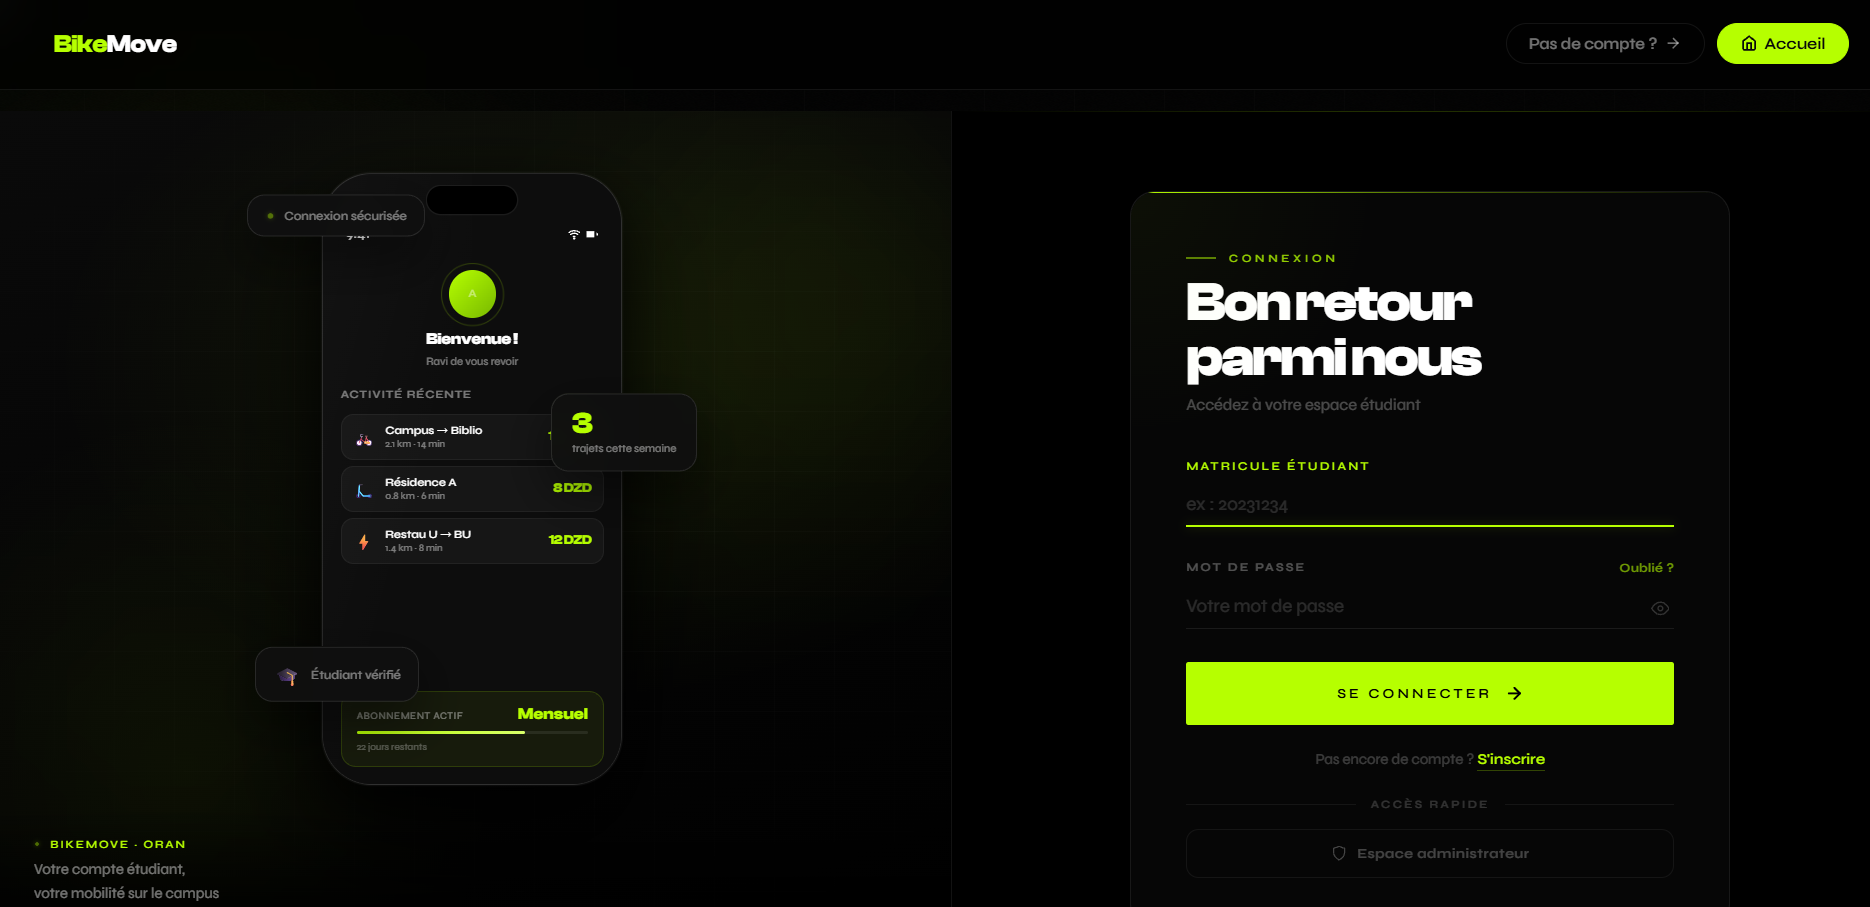 BikeMove
Pas de compte ? →
Accueil
Connexion sécurisée
A
Bienvenue !
Ravi de vous revoir
ACTIVITÉ RÉCENTE
Campus → Biblio
2.1 km · 14 min
3
trajets cette semaine
Résidence A
0.8 km · 6 min
8 DZD
Restau U → BU
1.4 km · 8 min
12 DZD
Étudiant vérifié
ABONNEMENT ACTIF
Mensuel
22 jours restants
BIKEMOVE · ORAN
Votre compte étudiant,
votre mobilité sur le campus
CONNEXION
Bon retour
parmi nous
Accédez à votre espace étudiant
MATRICULE ÉTUDIANT
ex : 20231234
MOT DE PASSE
Oublié ?
Votre mot de passe
SE CONNECTER →
Pas encore de compte ? S'inscrire
ACCÈS RAPIDE
Espace administrateur